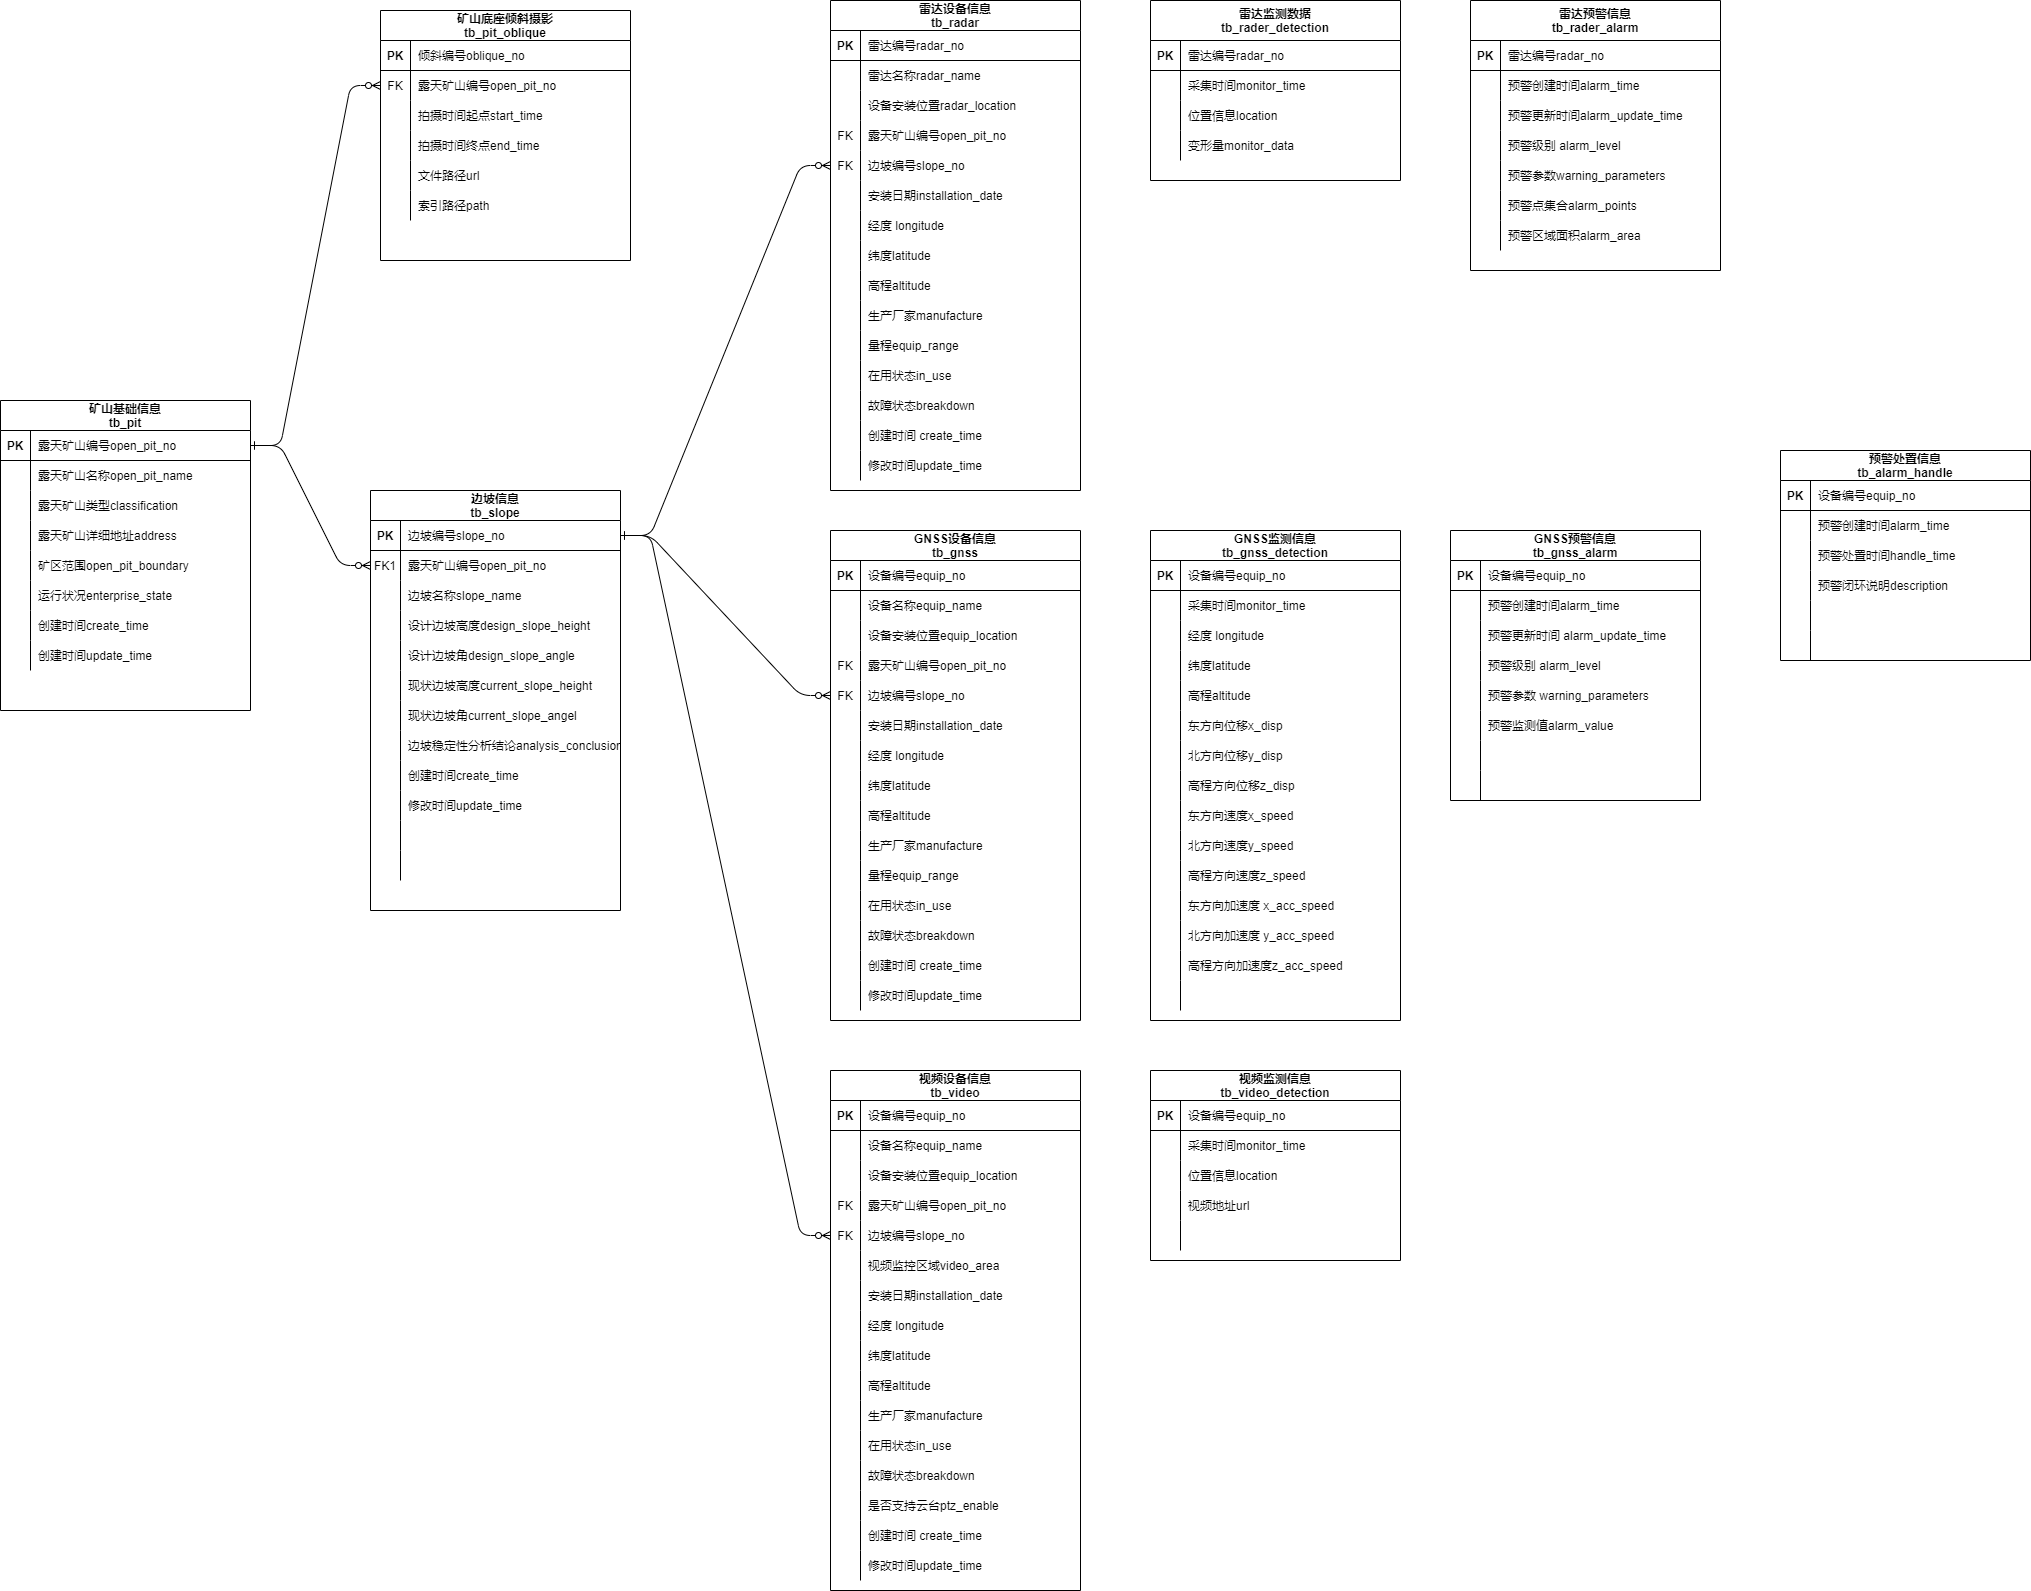 矿山底座倾斜摄影
tb_pit_oblique
PK 倾斜编号oblique_no
FK 露天矿山编号open_pit_no
拍摄时间起点start_time
拍摄时间终点end_time
文件路径url
索引路径path
雷达设备信息
tb_radar
PK 雷达编号radar_no
雷达名称radar_name
设备安装位置radar_location
FK 露天矿山编号open_pit_no
FK 边坡编号slope_no
安装日期installation_date
经度 longitude
纬度latitude
高程altitude
生产厂家manufacture
量程equip_range
在用状态in_use
故障状态breakdown
创建时间 create_time
修改时间update_time
雷达监测数据
tb_rader_detection
PK 雷达编号radar_no
采集时间monitor_time
位置信息location
变形量monitor_data
雷达预警信息
tb_rader_alarm
PK 雷达编号radar_no
预警创建时间alarm_time
预警更新时间alarm_update_time
预警级别 alarm_level
预警参数warning_parameters
预警点集合alarm_points
预警区域面积alarm_area
矿山基础信息
tb_pit
PK 露天矿山编号open_pit_no
露天矿山名称open_pit_name
露天矿山类型classification
露天矿山详细地址address
矿区范围open_pit_boundary
运行状况enterprise_state
创建时间create_time
创建时间update_time
边坡信息
tb_slope
PK 边坡编号slope_no
FK1 露天矿山编号open_pit_no
边坡名称slope_name
设计边坡高度design_slope_height
设计边坡角design_slope_angle
现状边坡高度current_slope_height
现状边坡角current_slope_angel
边坡稳定性分析结论analysis_conclusion
创建时间create_time
修改时间update_time
GNSS设备信息
tb_gnss
PK 设备编号equip_no
设备名称equip_name
设备安装位置equip_location
FK 露天矿山编号open_pit_no
FK 边坡编号slope_no
安装日期installation_date
经度 longitude
纬度latitude
高程altitude
生产厂家manufacture
量程equip_range
在用状态in_use
故障状态breakdown
创建时间 create_time
修改时间update_time
GNSS监测信息
tb_gnss_detection
PK 设备编号equip_no
采集时间monitor_time
经度 longitude
纬度latitude
高程altitude
东方向位移x_disp
北方向位移y_disp
高程方向位移z_disp
东方向速度x_speed
北方向速度y_speed
高程方向速度z_speed
东方向加速度 x_acc_speed
北方向加速度 y_acc_speed
高程方向加速度z_acc_speed
GNSS预警信息
tb_gnss_alarm
PK 设备编号equip_no
预警创建时间alarm_time
预警更新时间 alarm_update_time
预警级别 alarm_level
预警参数 warning_parameters
预警监测值alarm_value
预警处置信息
tb_alarm_handle
PK 设备编号equip_no
预警创建时间alarm_time
预警处置时间handle_time
预警闭环说明description
视频设备信息
tb_video
PK 设备编号equip_no
设备名称equip_name
设备安装位置equip_location
FK 露天矿山编号open_pit_no
FK 边坡编号slope_no
视频监控区域video_area
安装日期installation_date
经度 longitude
纬度latitude
高程altitude
生产厂家manufacture
在用状态in_use
故障状态breakdown
是否支持云台ptz_enable
创建时间 create_time
修改时间update_time
视频监测信息
tb_video_detection
PK 设备编号equip_no
采集时间monitor_time
位置信息location
视频地址url